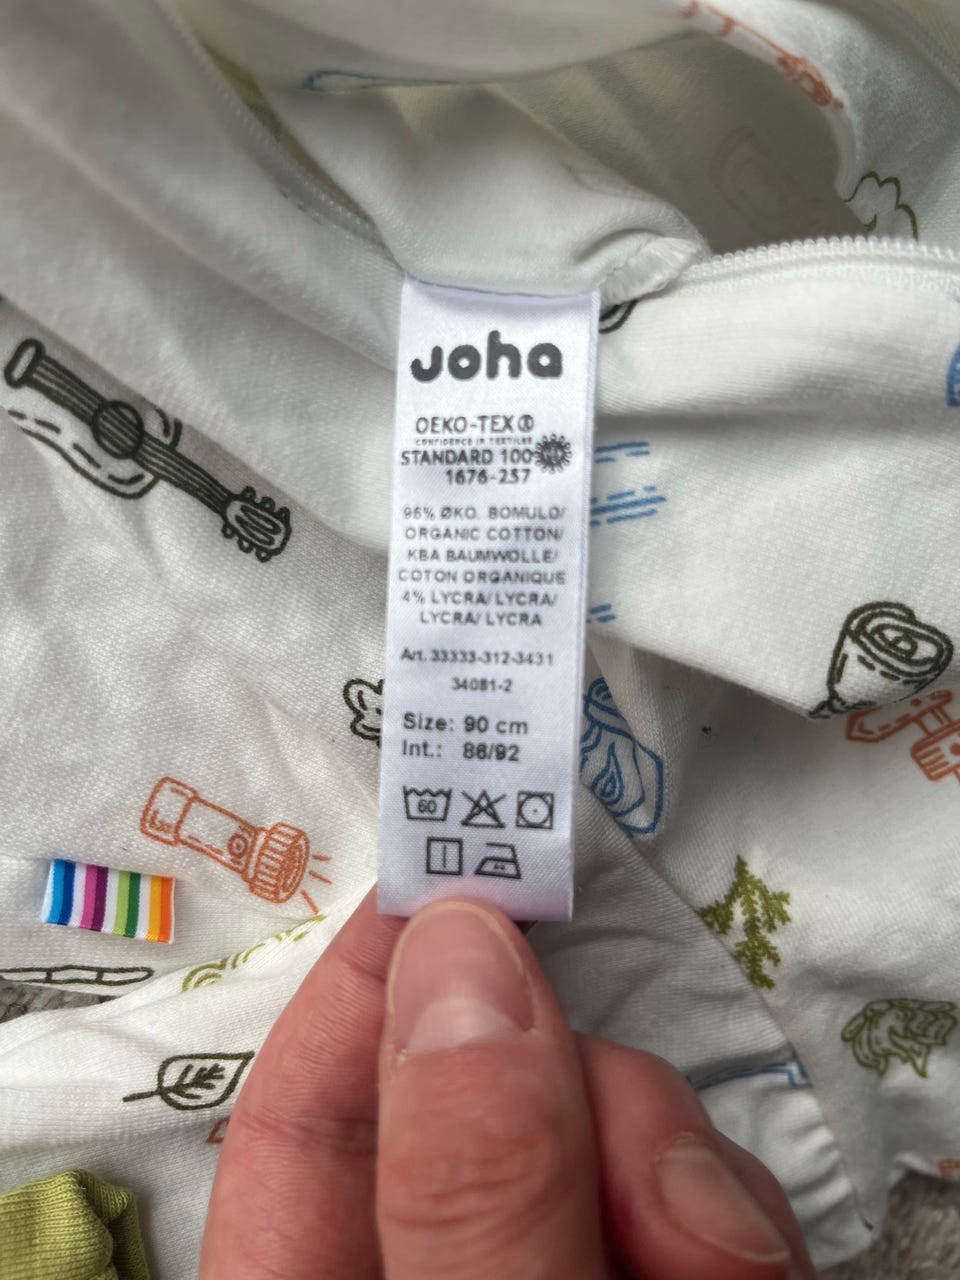 Joha
OEKO-TEX®
CONFIDENCE IN TEXTILES
STANDARD 100
1676-257
96% ØKO. BOMULD/
ORGANIC COTTON/
KBA BAUMWOLLE/
COTON ORGANIQUE
4% LYCRA/LYCRA/
LYCRA/LYCRA
Art. 33333-312-3431
34081-2
Size: 90 cm
Int.: 86/92
60